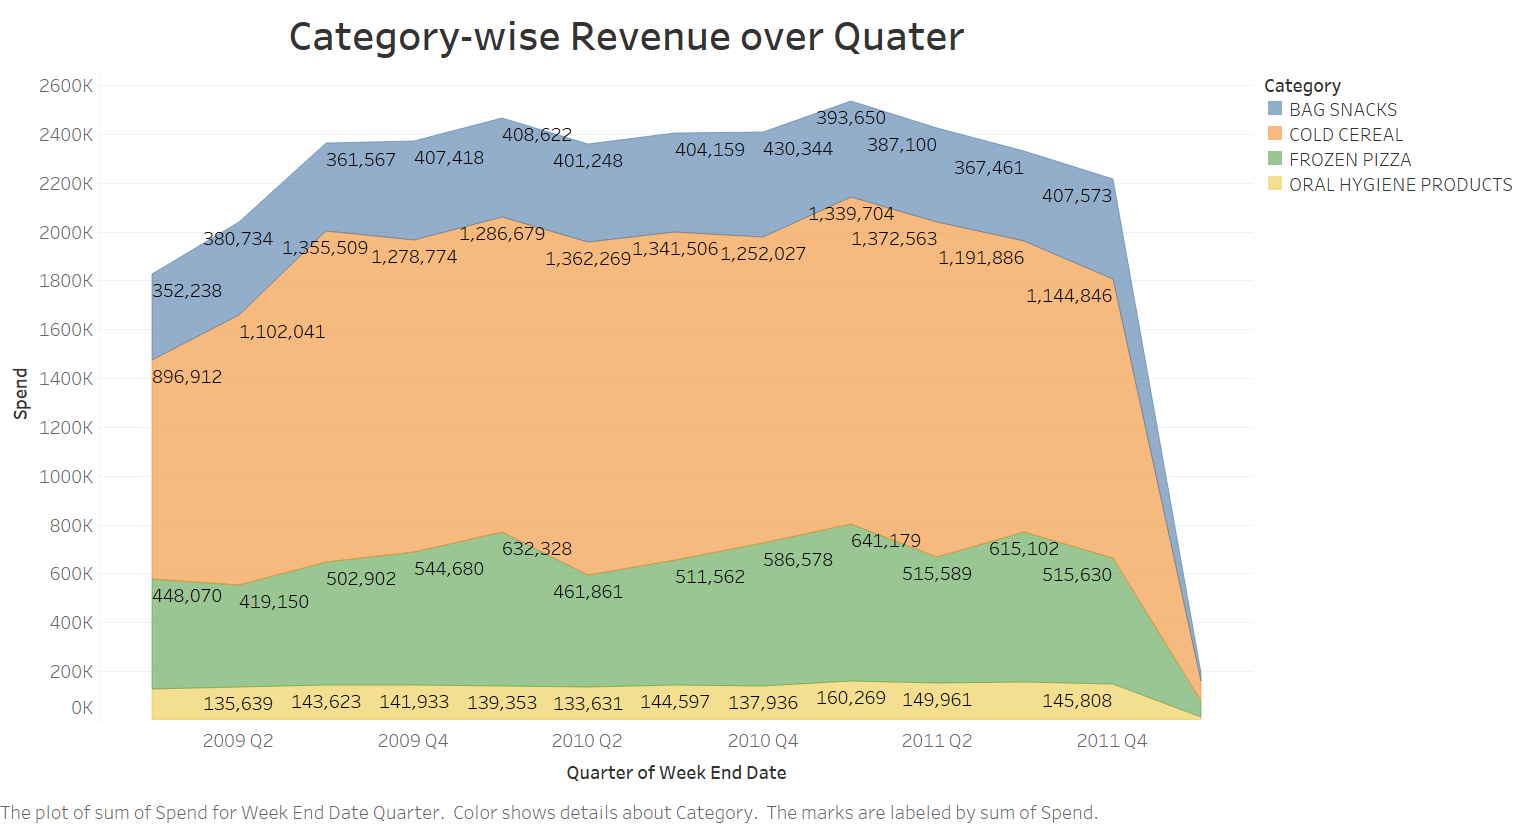 Category-wise Revenue over Quater
Category
BAG SNACKS
COLD CEREAL
FROZEN PIZZA
ORAL HYGIENE PRODUCTS
2600K
2400K
2200K
2000K
1800K
1600K
1400K
1200K
1000K
800K
600K
400K
200K
0K
Spend
352,238
380,734
361,567
407,418
408,622
401,248
404,159
430,344
393,650
387,100
367,461
407,573
896,912
1,102,041
1,355,509
1,278,774
1,286,679
1,362,269
1,341,506
1,252,027
1,339,704
1,372,563
1,191,886
1,144,846
448,070
419,150
502,902
544,680
632,328
461,861
511,562
586,578
641,179
515,589
615,102
515,630
135,639
143,623
141,933
139,353
133,631
144,597
137,936
160,269
149,961
145,808
2009 Q2
2009 Q4
2010 Q2
2010 Q4
2011 Q2
2011 Q4
Quarter of Week End Date
The plot of sum of Spend for Week End Date Quarter.  Color shows details about Category.  The marks are labeled by sum of Spend.